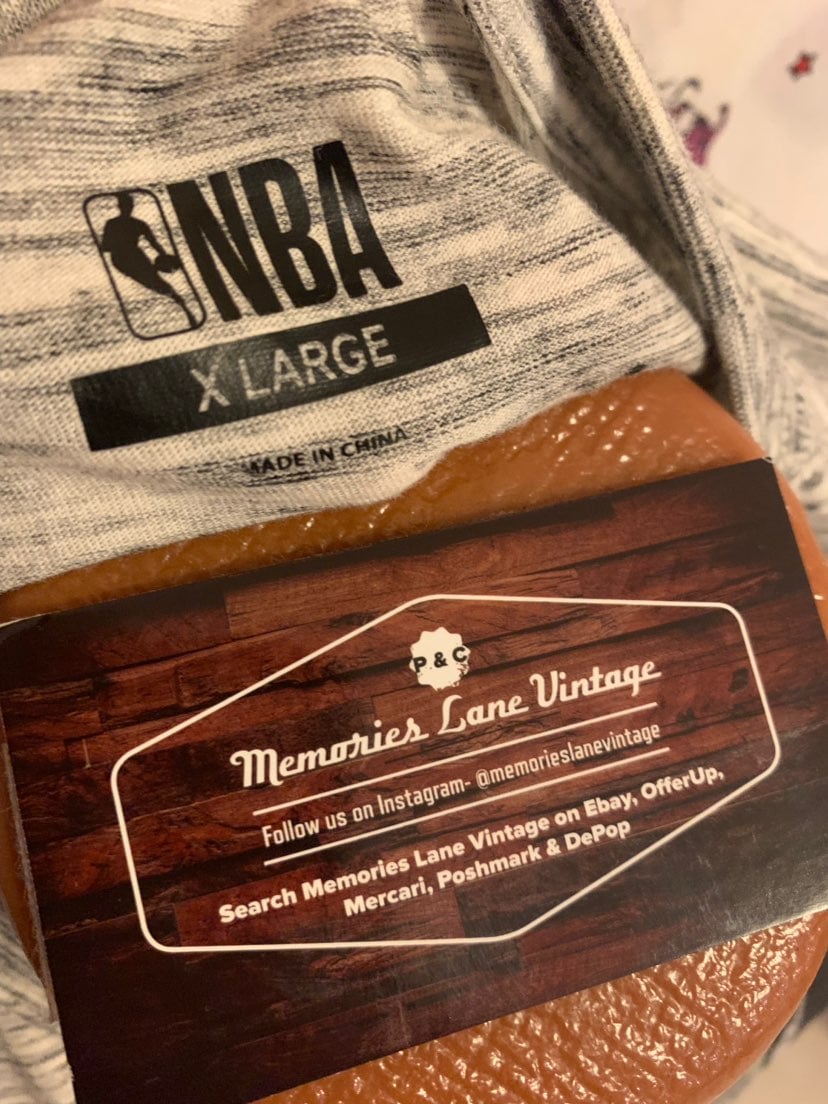 NBA
X LARGE
MADE IN CHINA
P & C
Memories Lane Vintage
Follow us on Instagram- @memorieslanevintage
Search Memories Lane Vintage on Ebay, OfferUp,
Mercari, Poshmark & DePop